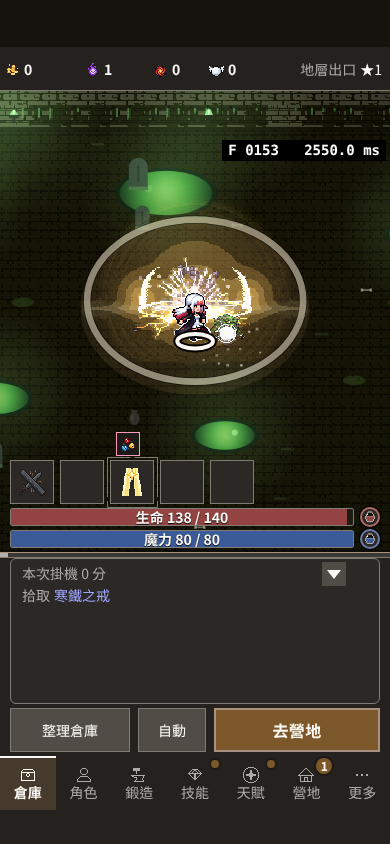 0 1 0 0 地層出口 ★1
F 0153 2550.0 ms
生命 138 / 140
魔力 80 / 80
本次掛機 0 分
拾取 寒鐵之戒
整理倉庫 自動 去營地
1
倉庫 角色 鍛造 技能 天賦 營地 更多